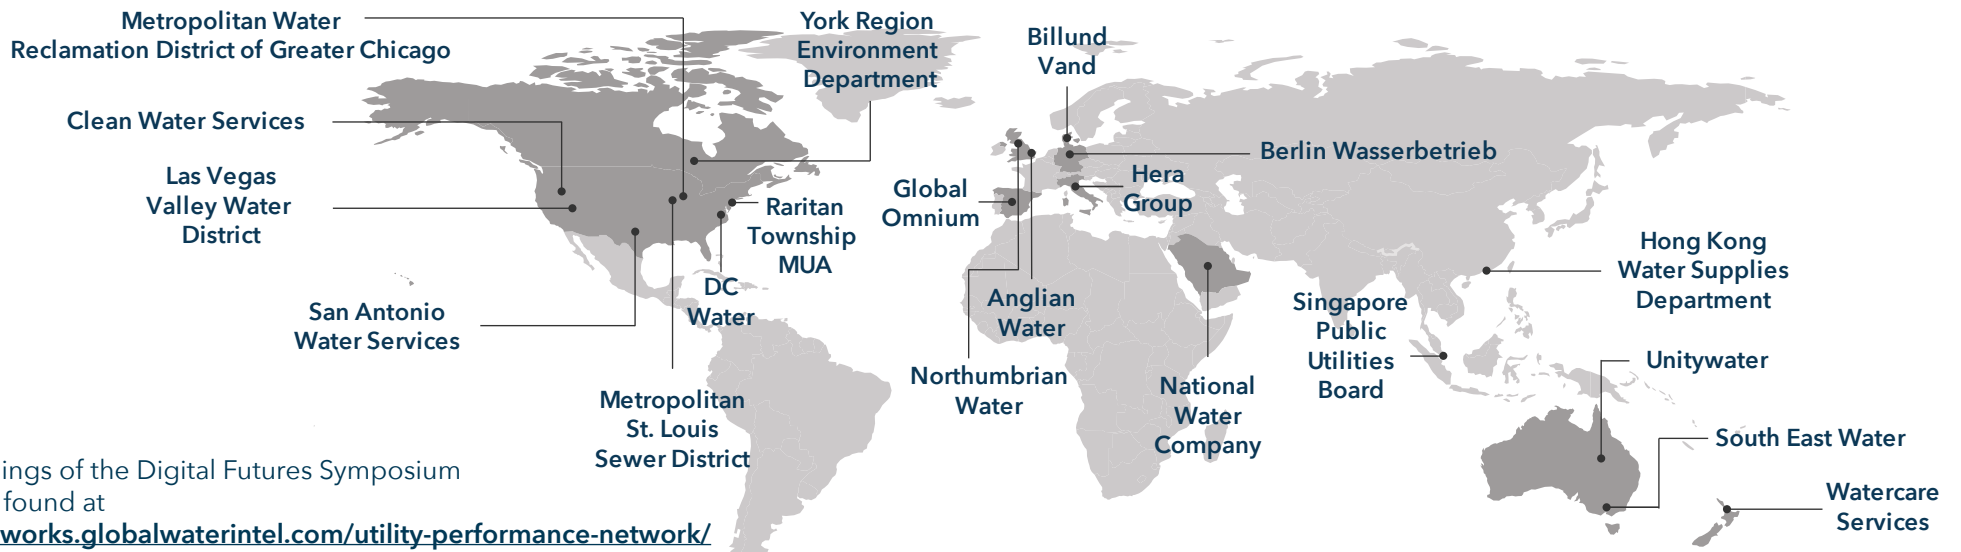 Metropolitan Water
Reclamation District of Greater Chicago
York Region
Environment
Department
Billund
Vand
Clean Water Services
Berlin Wasserbetrieb
Las Vegas
Valley Water
District
Global
Omnium
Hera
Group
Raritan
Township
MUA
Hong Kong
Water Supplies
Department
DC
Water
San Antonio
Water Services
Anglian
Water
Singapore
Public
Utilities
Board
Unitywater
Northumbrian
Water
National
Water
Company
Metropolitan
St. Louis
Sewer District
South East Water
Watercare
Services
ings of the Digital Futures Symposium
found at
works.globalwaterintel.com/utility-performance-network/